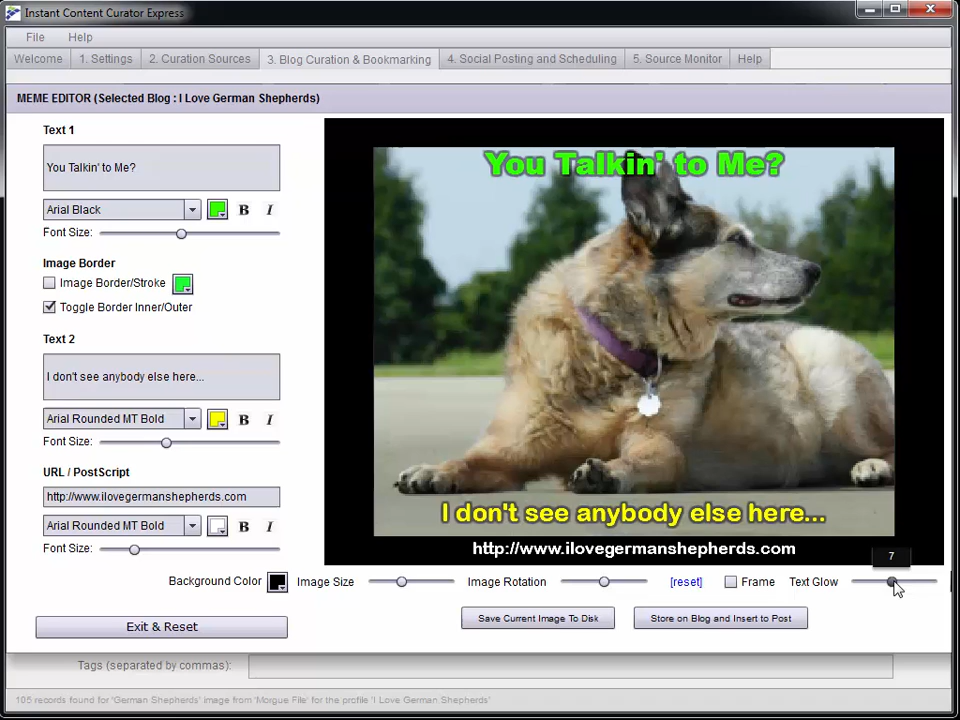 Instant Content Curator Express
File Help
Welcome 1. Settings 2. Curation Sources 3. Blog Curation & Bookmarking 4. Social Posting and Scheduling 5. Source Monitor Help
MEME EDITOR (Selected Blog : I Love German Shepherds)
Text 1
You Talkin' to Me?
Arial Black B I
Font Size:
Image Border
Image Border/Stroke
Toggle Border Inner/Outer
Text 2
I don't see anybody else here...
Arial Rounded MT Bold B I
Font Size:
URL / PostScript
http://www.ilovegermanshepherds.com
Arial Rounded MT Bold B I
Font Size:
You Talkin' to Me?
I don't see anybody else here...
http://www.ilovegermanshepherds.com
7
Background Color Image Size Image Rotation [reset] Frame Text Glow
Exit & Reset Save Current Image To Disk Store on Blog and Insert to Post
Tags (separated by commas):
105 records found for 'German Shepherds' image from 'Morgue File' for the profile 'I Love German Shepherds'